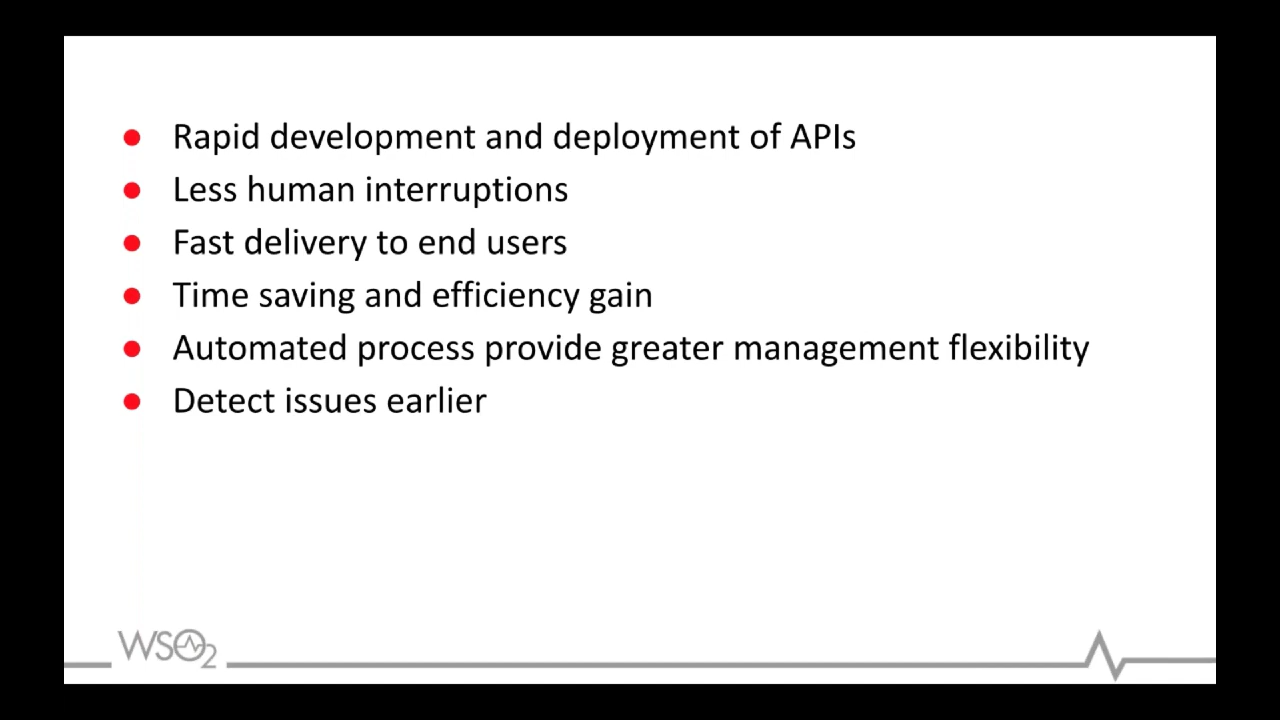 Rapid development and deployment of APIs
Less human interruptions
Fast delivery to end users
Time saving and efficiency gain
Automated process provide greater management flexibility
Detect issues earlier
WSO2